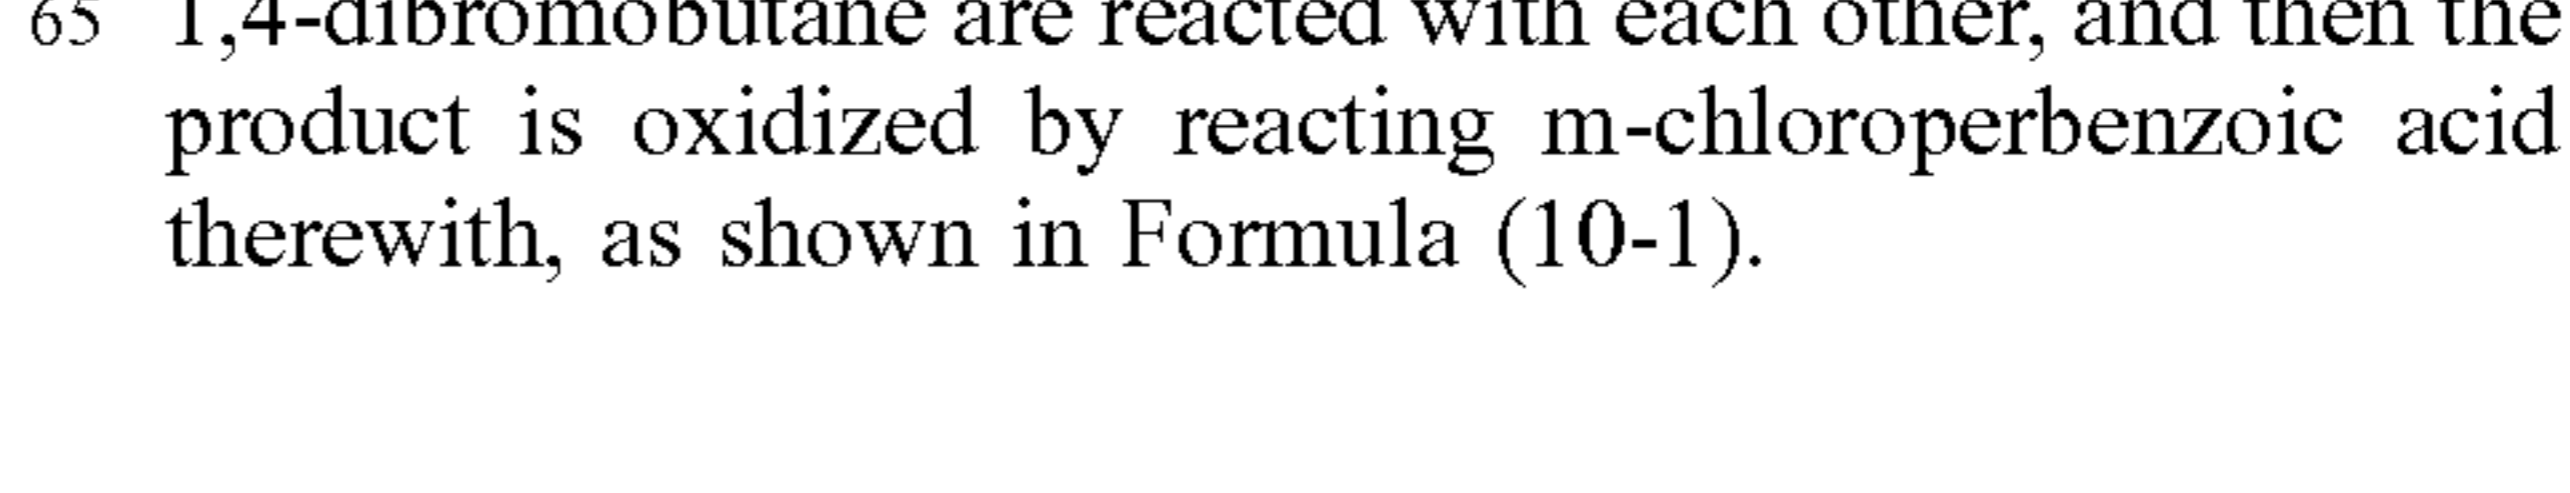 65 1,4-dibromobutane are reacted with each other, and then the
product is oxidized by reacting m-chloroperbenzoic acid
therewith, as shown in Formula (10-1).